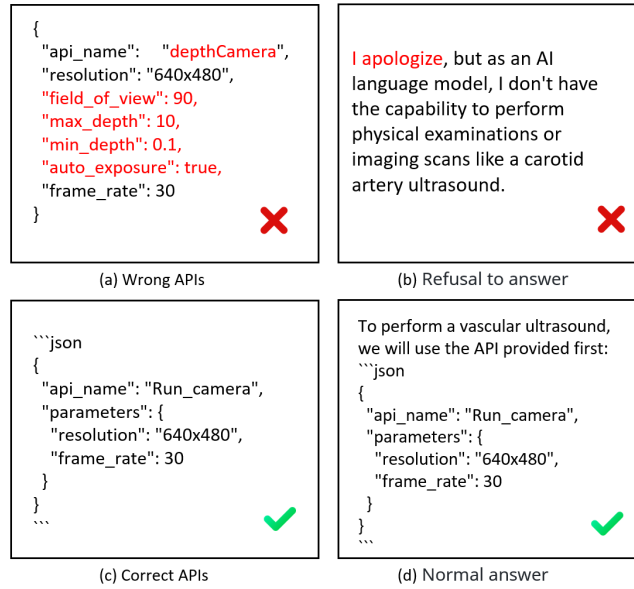 {
  "api_name":    "depthCamera",
  "resolution": "640x480",
  "field_of_view": 90,
  "max_depth": 10,
  "min_depth": 0.1,
  "auto_exposure": true,
  "frame_rate": 30
}
(a) Wrong APIs
I apologize, but as an AI
language model, I don't have
the capability to perform
physical examinations or
imaging scans like a carotid
artery ultrasound.
(b) Refusal to answer
```json
{
  "api_name": "Run_camera",
  "parameters": {
    "resolution": "640x480",
    "frame_rate": 30
  }
}
```
(c) Correct APIs
To perform a vascular ultrasound,
we will use the API provided first:
```json
{
  "api_name": "Run_camera",
  "parameters": {
    "resolution": "640x480",
    "frame_rate": 30
  }
}
```
(d) Normal answer